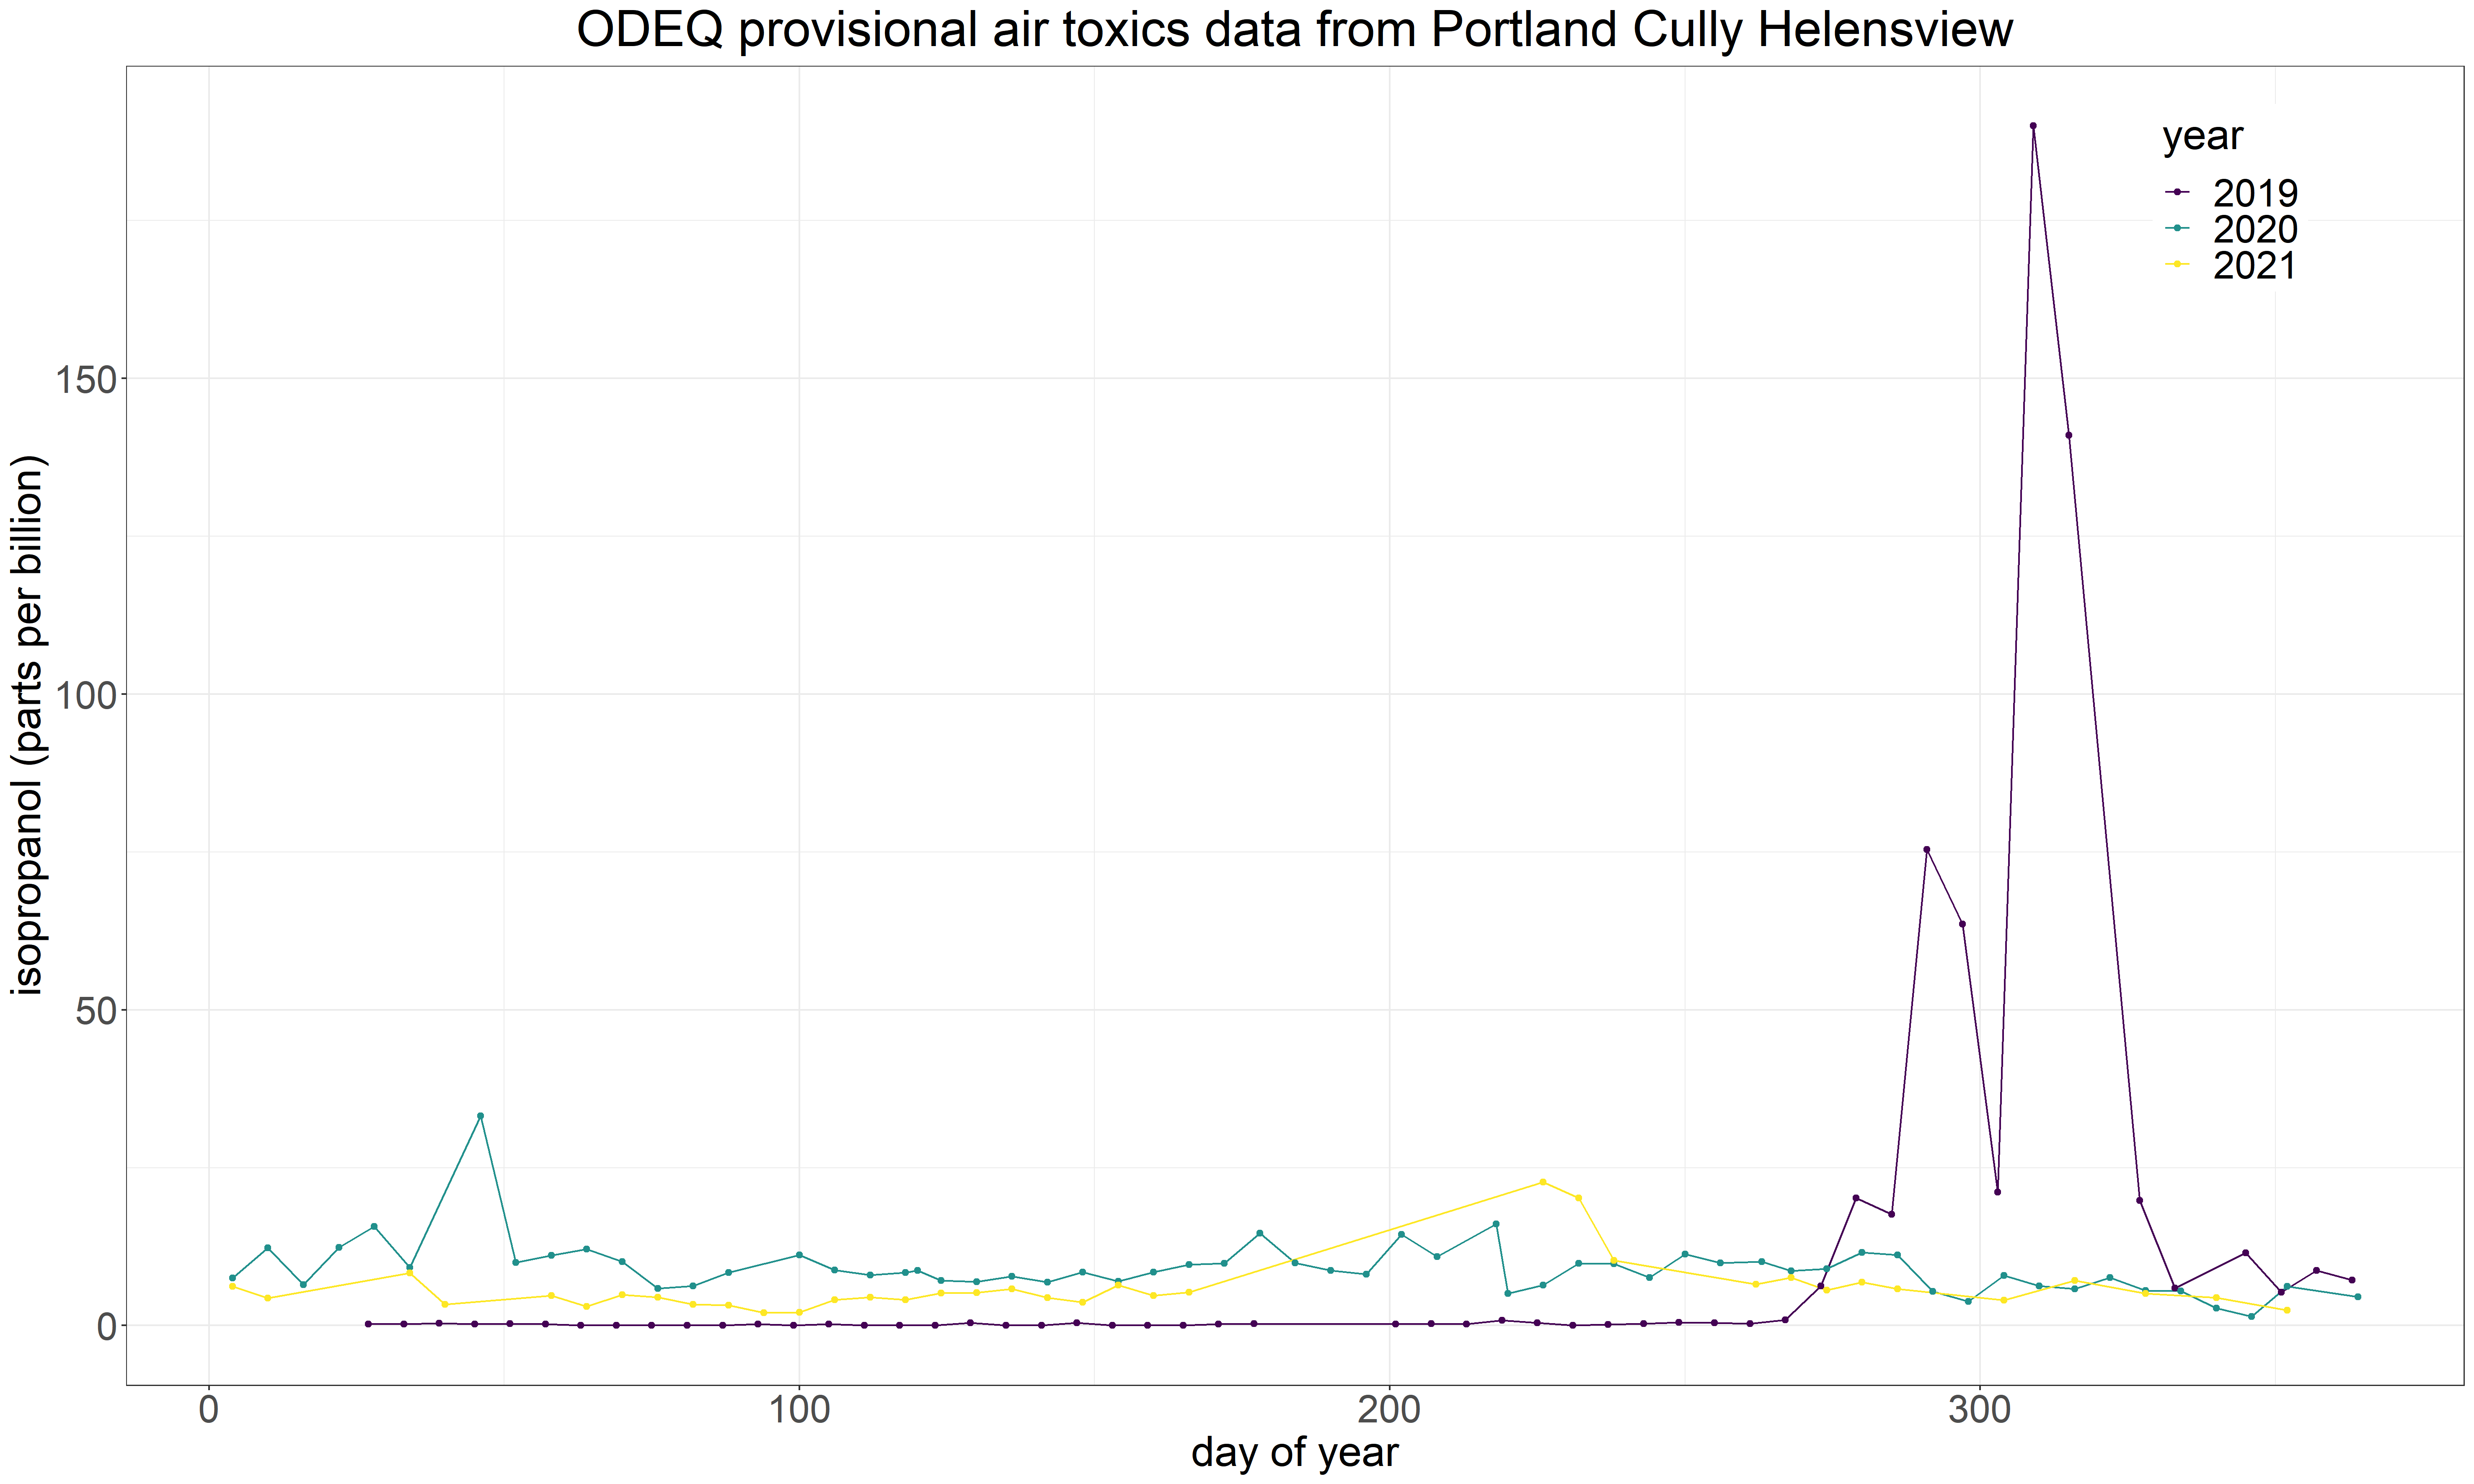 ODEQ provisional air toxics data from Portland Cully Helensview
year
2019
2020
2021
150
100
50
0
isopropanol (parts per billion)
0 100 200 300
day of year